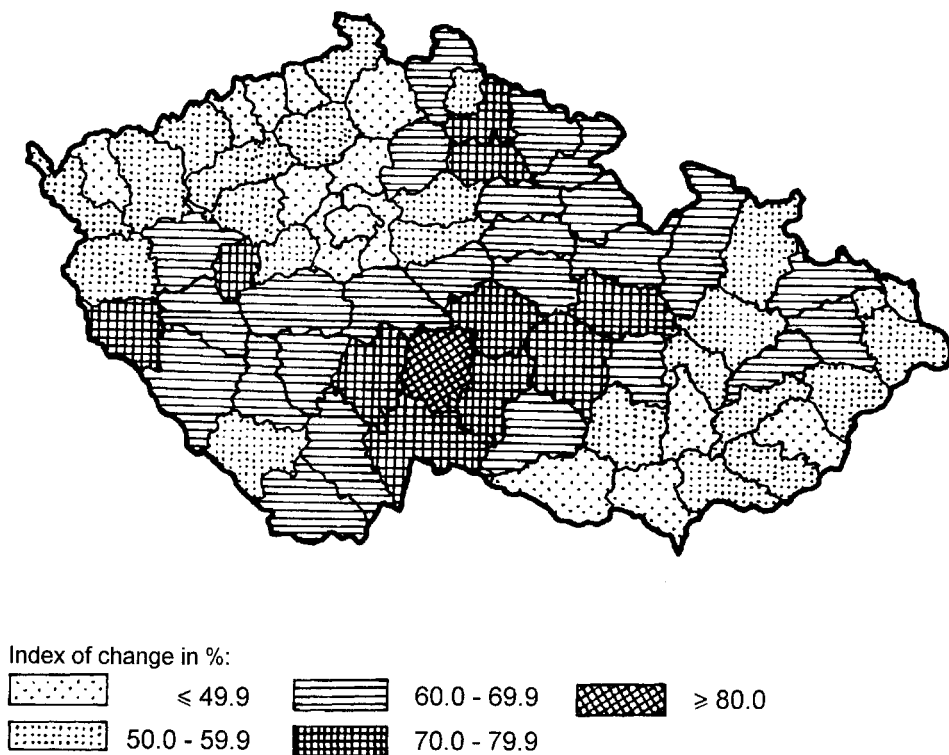 Index of change in %:
≤ 49.9 60.0 - 69.9 ≥ 80.0
50.0 - 59.9 70.0 - 79.9